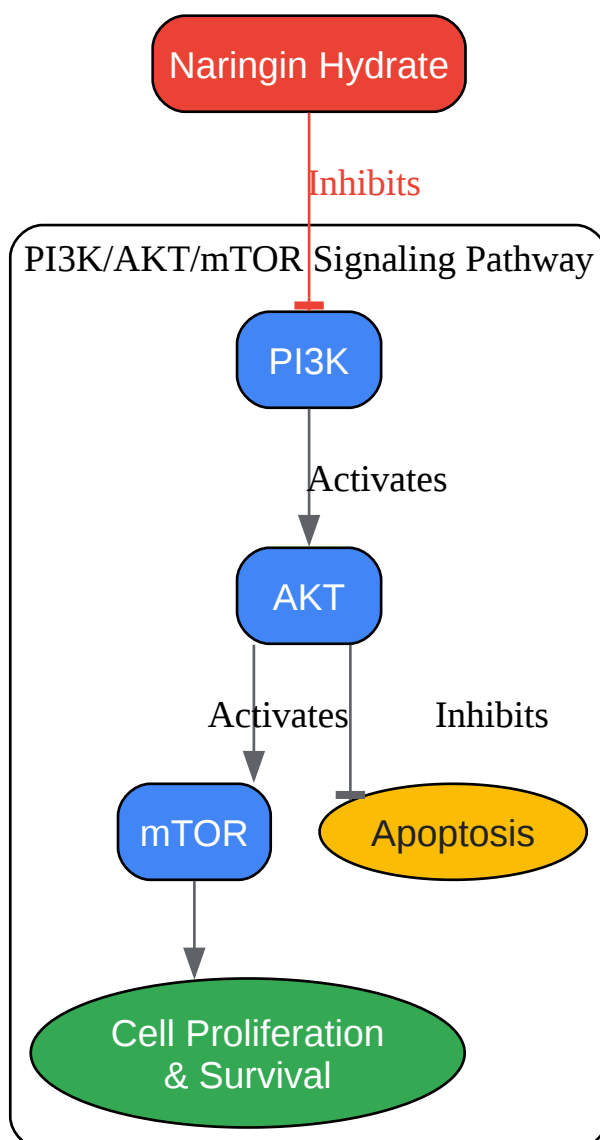 Naringin Hydrate
Inhibits
PI3K/AKT/mTOR Signaling Pathway
PI3K
Activates
AKT
Activates
Inhibits
mTOR
Apoptosis
Cell Proliferation
& Survival